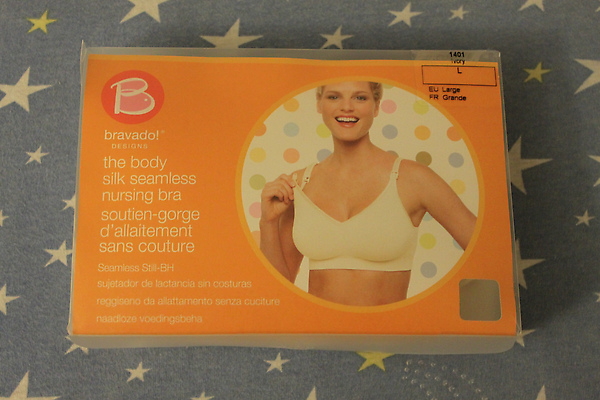 1401
Ivory
L
EU Large
FR Grande
B
bravado!
DESIGNS
the body
silk seamless
nursing bra
soutien-gorge
d'allaitement
sans couture
Seamless Still-BH
sujetador de lactancia sin costuras
reggiseno da allattamento senza cuciture
naadloze voedingsbeha